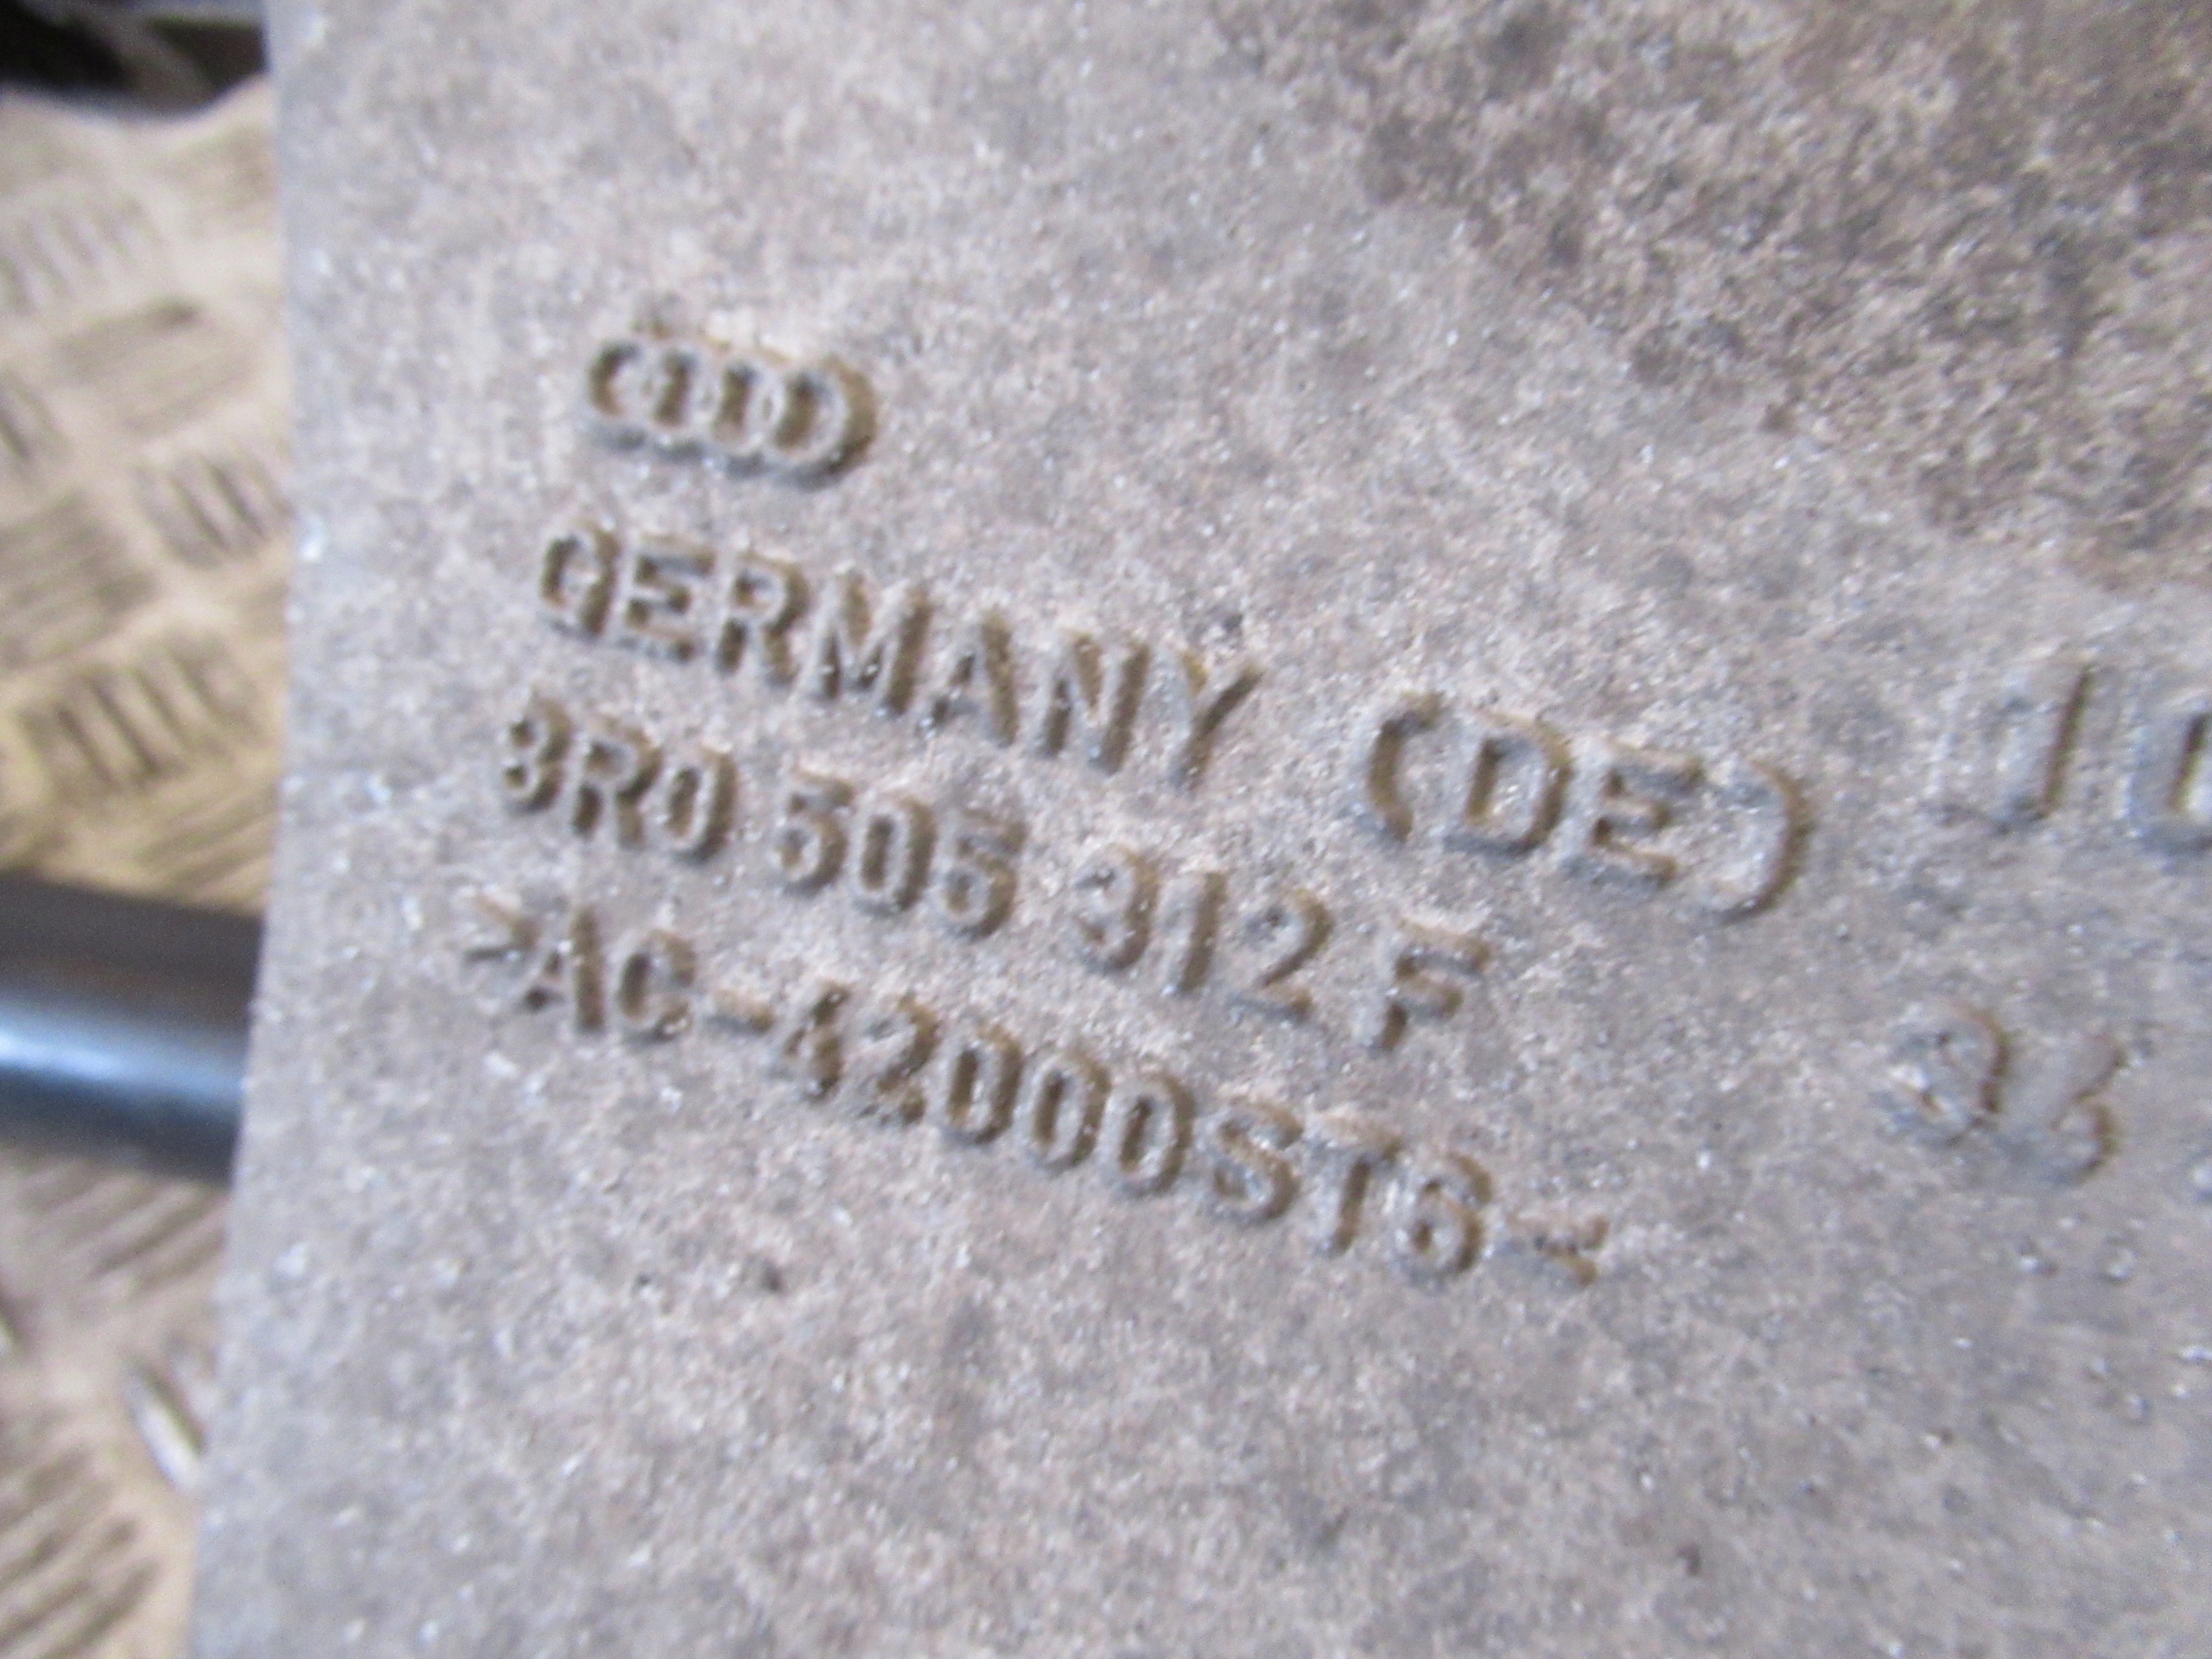 GERMANY (DE)
8R0 505 312 F
>AC-42000ST6<